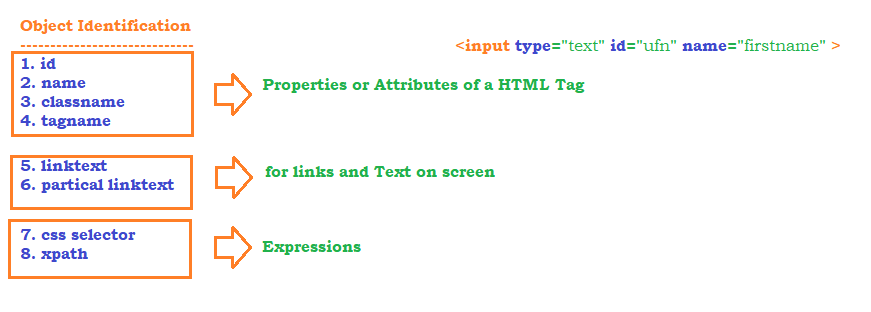 Object Identification
--------------------------------
<input type="text" id="ufn" name="firstname" >
1. id
2. name
3. classname
4. tagname
Properties or Attributes of a HTML Tag
5. linktext
6. partical linktext
for links and Text on screen
7. css selector
8. xpath
Expressions